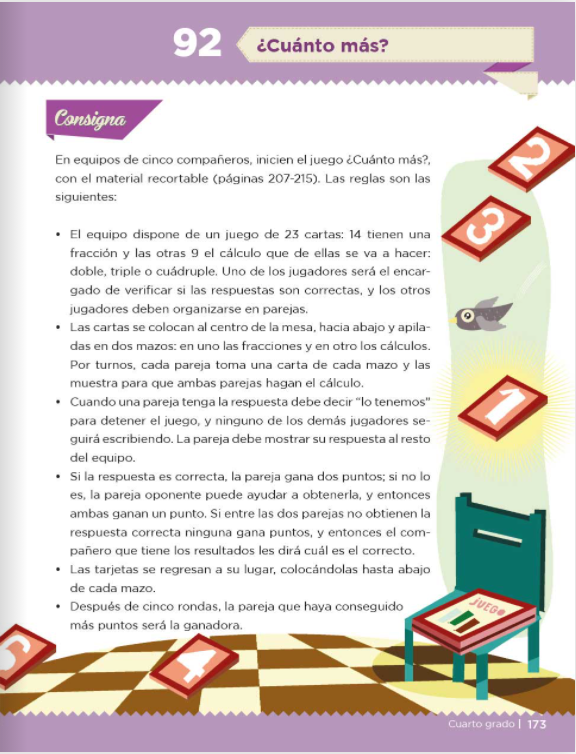 92
¿Cuánto más?
Consigna
En equipos de cinco compañeros, inicien el juego ¿Cuánto más?,
con el material recortable (páginas 207-215). Las reglas son las
siguientes:
• El equipo dispone de un juego de 23 cartas: 14 tienen una
fracción y las otras 9 el cálculo que de ellas se va a hacer:
doble, triple o cuádruple. Uno de los jugadores será el encar-
gado de verificar si las respuestas son correctas, y los otros
jugadores deben organizarse en parejas.
• Las cartas se colocan al centro de la mesa, hacia abajo y apila-
das en dos mazos: en uno las fracciones y en otro los cálculos.
Por turnos, cada pareja toma una carta de cada mazo y las
muestra para que ambas parejas hagan el cálculo.
• Cuando una pareja tenga la respuesta debe decir “lo tenemos”
para detener el juego, y ninguno de los demás jugadores se-
guirá escribiendo. La pareja debe mostrar su respuesta al resto
del equipo.
• Si la respuesta es correcta, la pareja gana dos puntos; si no lo
es, la pareja oponente puede ayudar a obtenerla, y entonces
ambas ganan un punto. Si entre las dos parejas no obtienen la
respuesta correcta ninguna gana puntos, y entonces el com-
pañero que tiene los resultados les dirá cuál es el correcto.
• Las tarjetas se regresan a su lugar, colocándolas hasta abajo
de cada mazo.
• Después de cinco rondas, la pareja que haya conseguido
más puntos será la ganadora.
2
3
1
JUEGO
4
Cuarto grado | 173